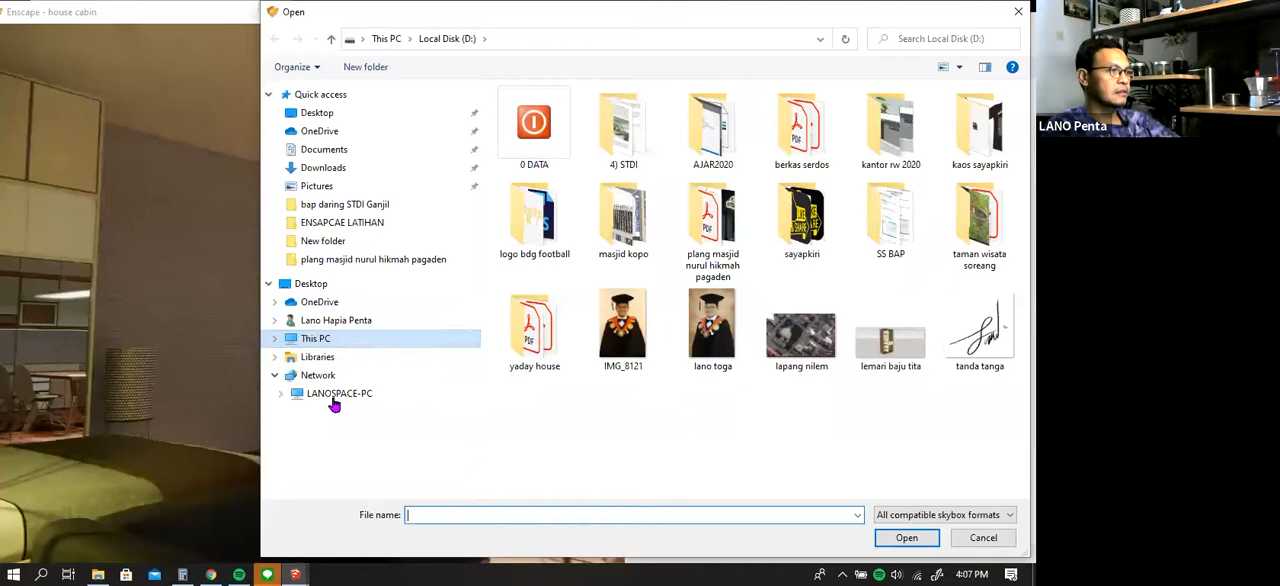 Enscape - house cabin
Open
This PC
Local Disk (D:)
Search Local Disk (D:)
Organize
New folder
Quick access
Desktop
OneDrive
Documents
Downloads
Pictures
bap daring STDI Ganjil
ENSAPCAE LATIHAN
New folder
plang masjid nurul hikmah pagaden
Desktop
OneDrive
Lano Hapia Penta
This PC
Libraries
Network
LANOSPACE-PC
0 DATA
4) STDI
AJAR2020
berkas serdos
kantor rw 2020
kaos sayapkiri
logo bdg football
masjid kopo
plang masjid
nurul hikmah
pagaden
sayapkiri
SS BAP
taman wisata
soreang
yaday house
IMG_8121
lano toga
lapang nilem
lemari baju tita
tanda tanga
File name:
All compatible skybox formats
Open
Cancel
LANO Penta
4:07 PM